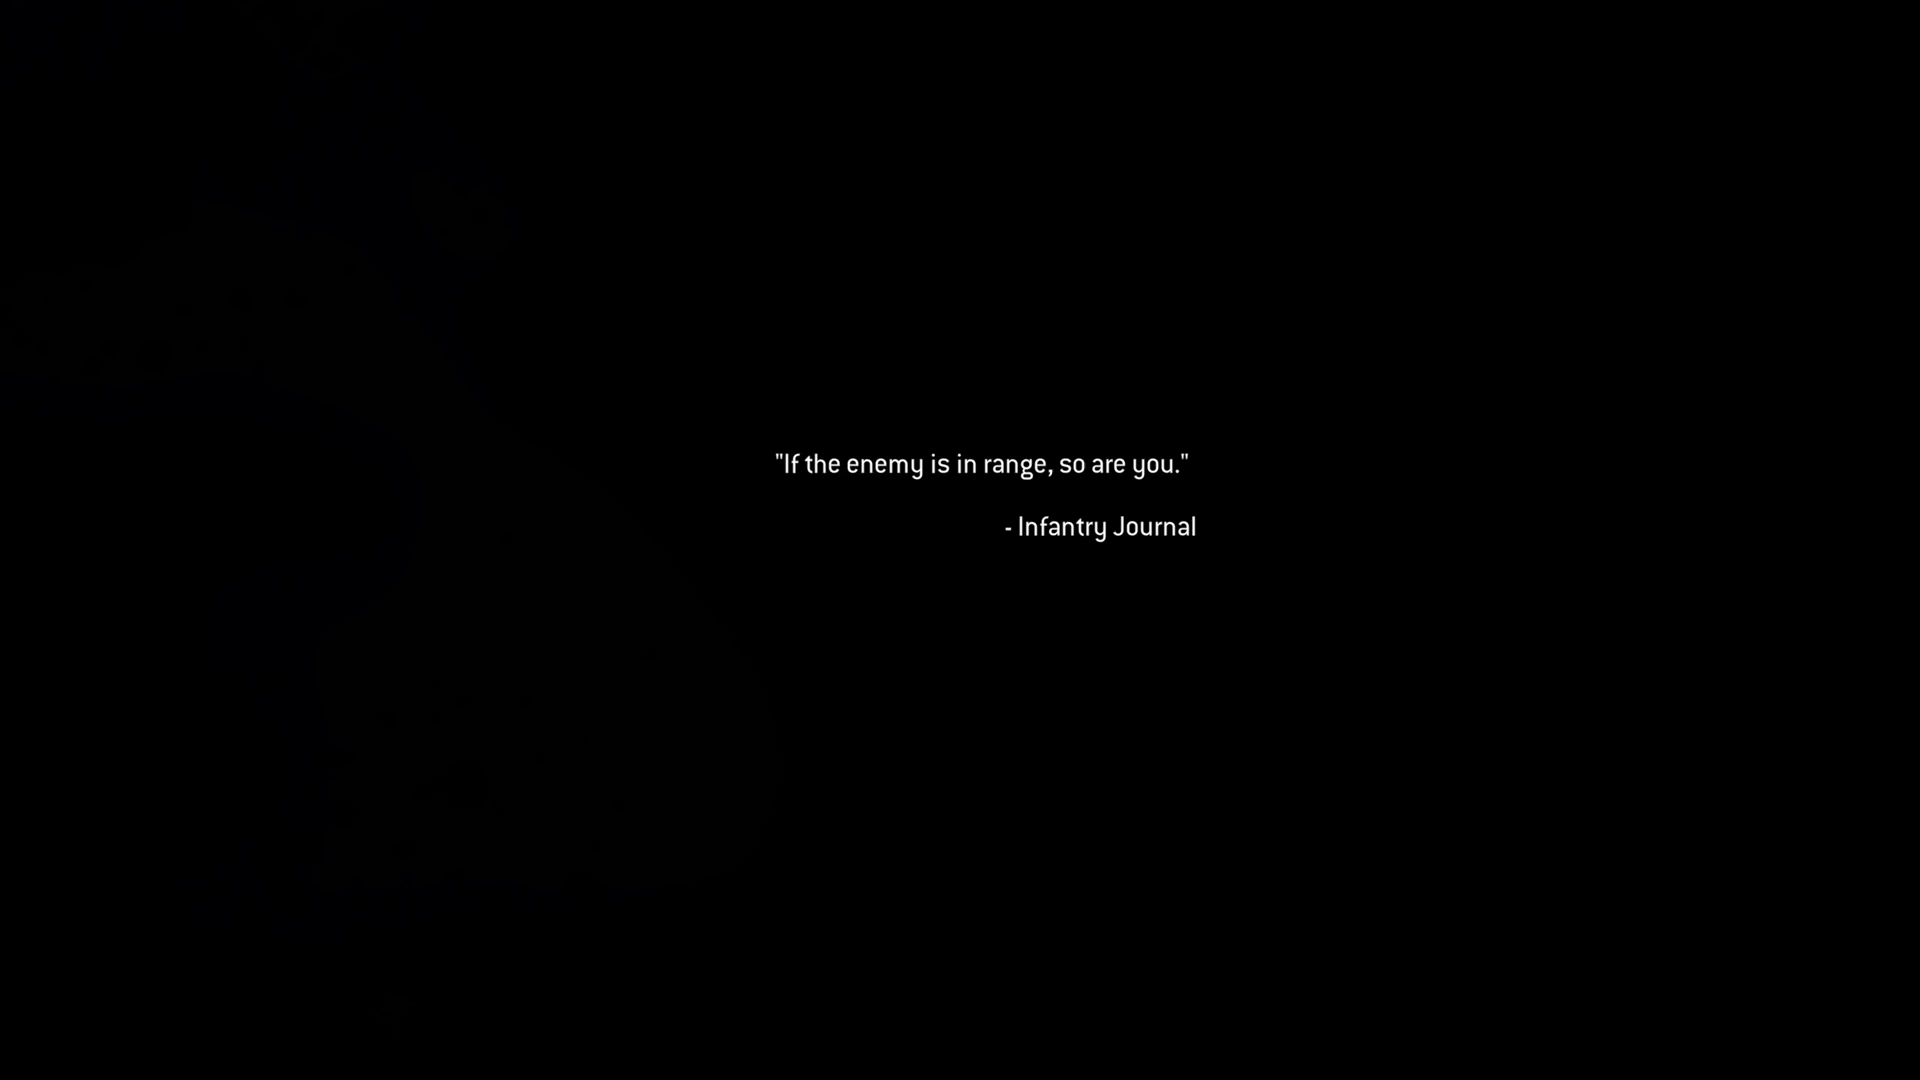 "If the enemy is in range, so are you."
- Infantry Journal